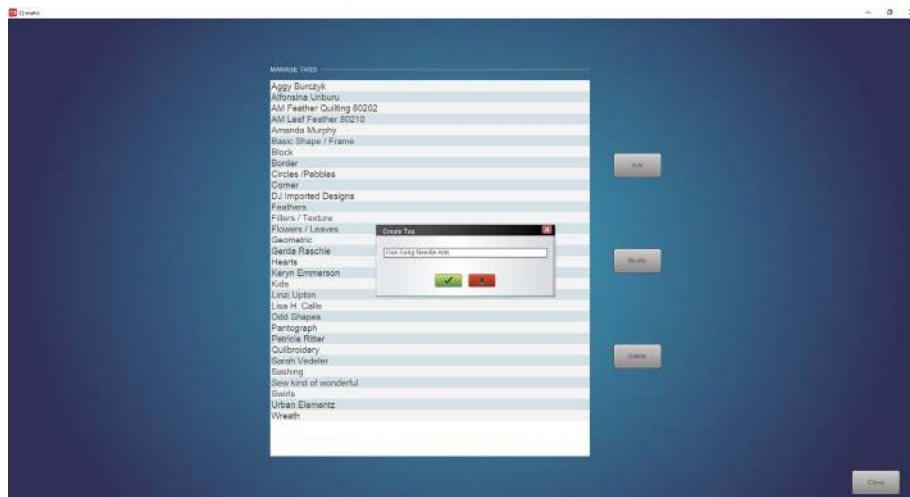 MANAGE TAGS
Aggy Burczyk
Alfonsina Uriburu
AM Feather Quilting 80202
AM Leaf Feather 80210
Amanda Murphy
Basic Shape / Frame
Block
Border
Circles /Pebbles
Corner
DJ Imported Designs
Feathers
Fillers / Texture
Flowers / Leaves
Geometric
Gerda Raschle
Hearts
Keryn Emmerson
Kids
Linzi Upton
Lisa H. Calle
Odd Shapes
Pantograph
Patricia Ritter
Quiltbroidery
Sarah Vedeler
Sashing
Sew kind of wonderful
Swirls
Urban Elementz
Wreath
Create Tag
Needle Arts
Add
Modify
Delete
Close